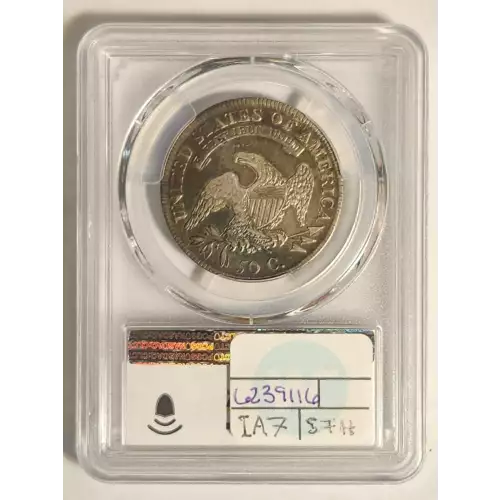 UNITED STATES OF AMERICA
E PLURIBUS UNUM
50 C.
6239116
IA7 S7H